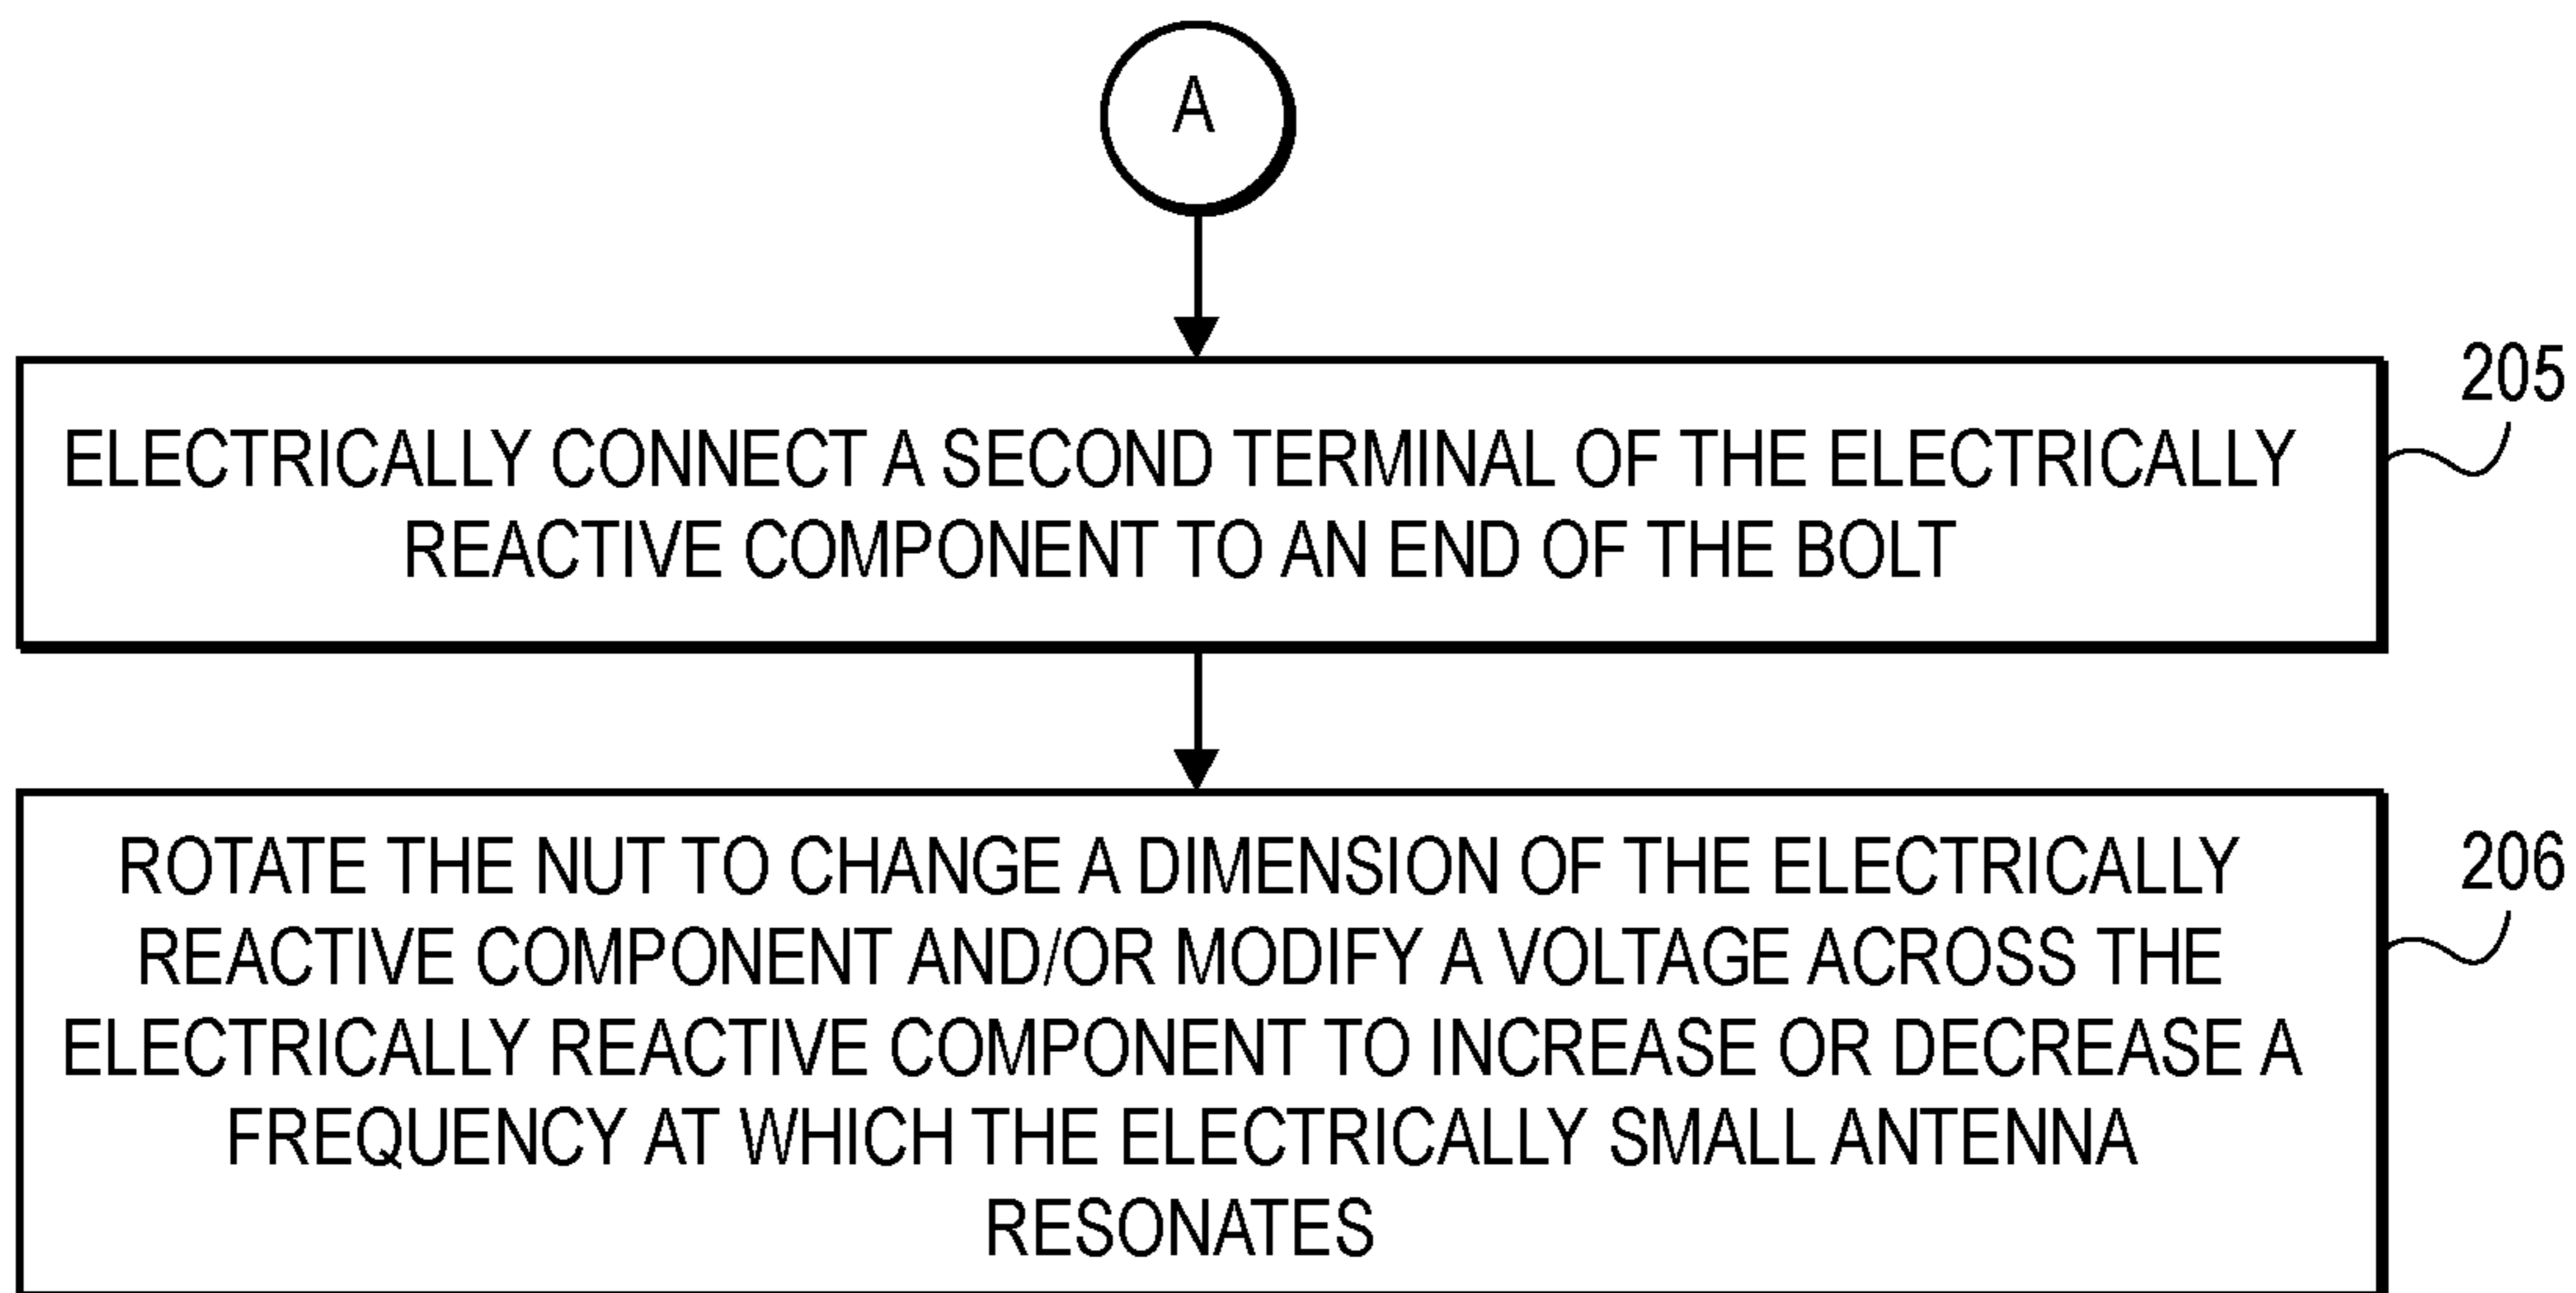 A
205
ELECTRICALLY CONNECT A SECOND TERMINAL OF THE ELECTRICALLY
REACTIVE COMPONENT TO AN END OF THE BOLT
206
ROTATE THE NUT TO CHANGE A DIMENSION OF THE ELECTRICALLY
REACTIVE COMPONENT AND/OR MODIFY A VOLTAGE ACROSS THE
ELECTRICALLY REACTIVE COMPONENT TO INCREASE OR DECREASE A
FREQUENCY AT WHICH THE ELECTRICALLY SMALL ANTENNA
RESONATES